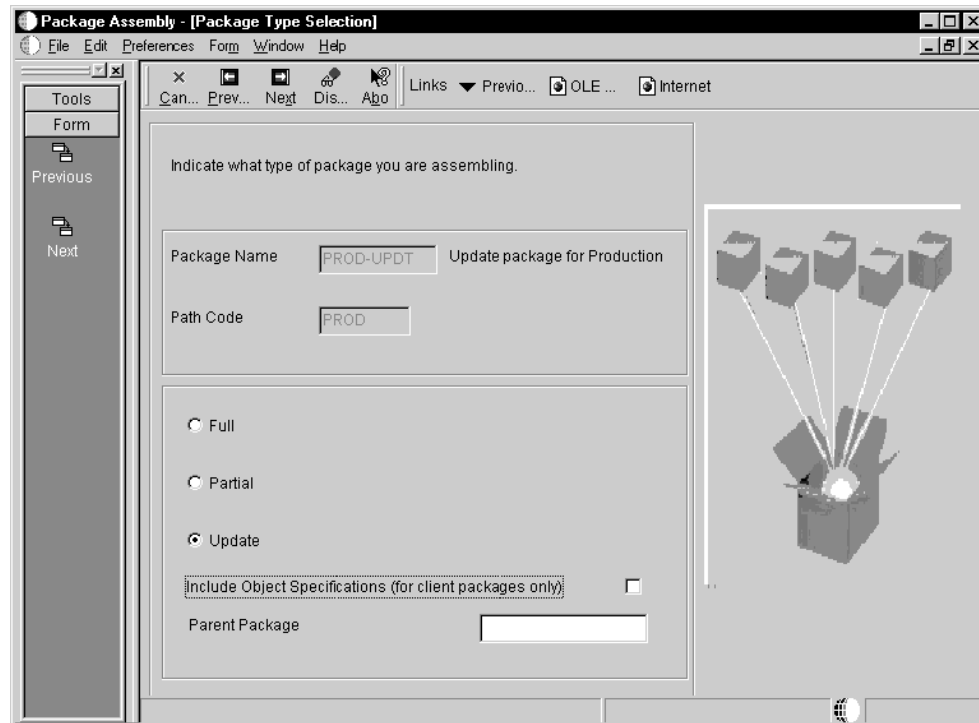 Package Assembly - [Package Type Selection]
File Edit Preferences Form Window Help
Tools
Form
Previous
Next
Can... Prev... Next Dis... Abo Links Previo... OLE ... Internet
Indicate what type of package you are assembling.
Package Name PROD-UPDT Update package for Production
Path Code PROD
Full
Partial
Update
Include Object Specifications (for client packages only)
Parent Package